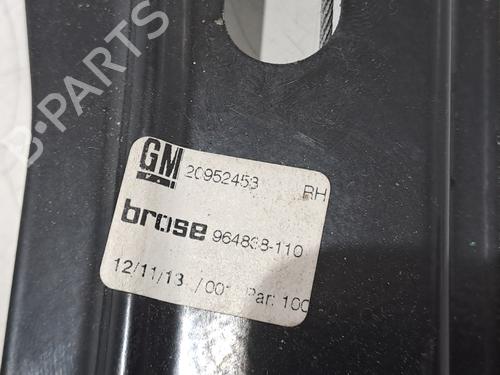 B-PARTS
GM 20952453 RH
brose 964838-110
12/11/13 /001 Par: 100